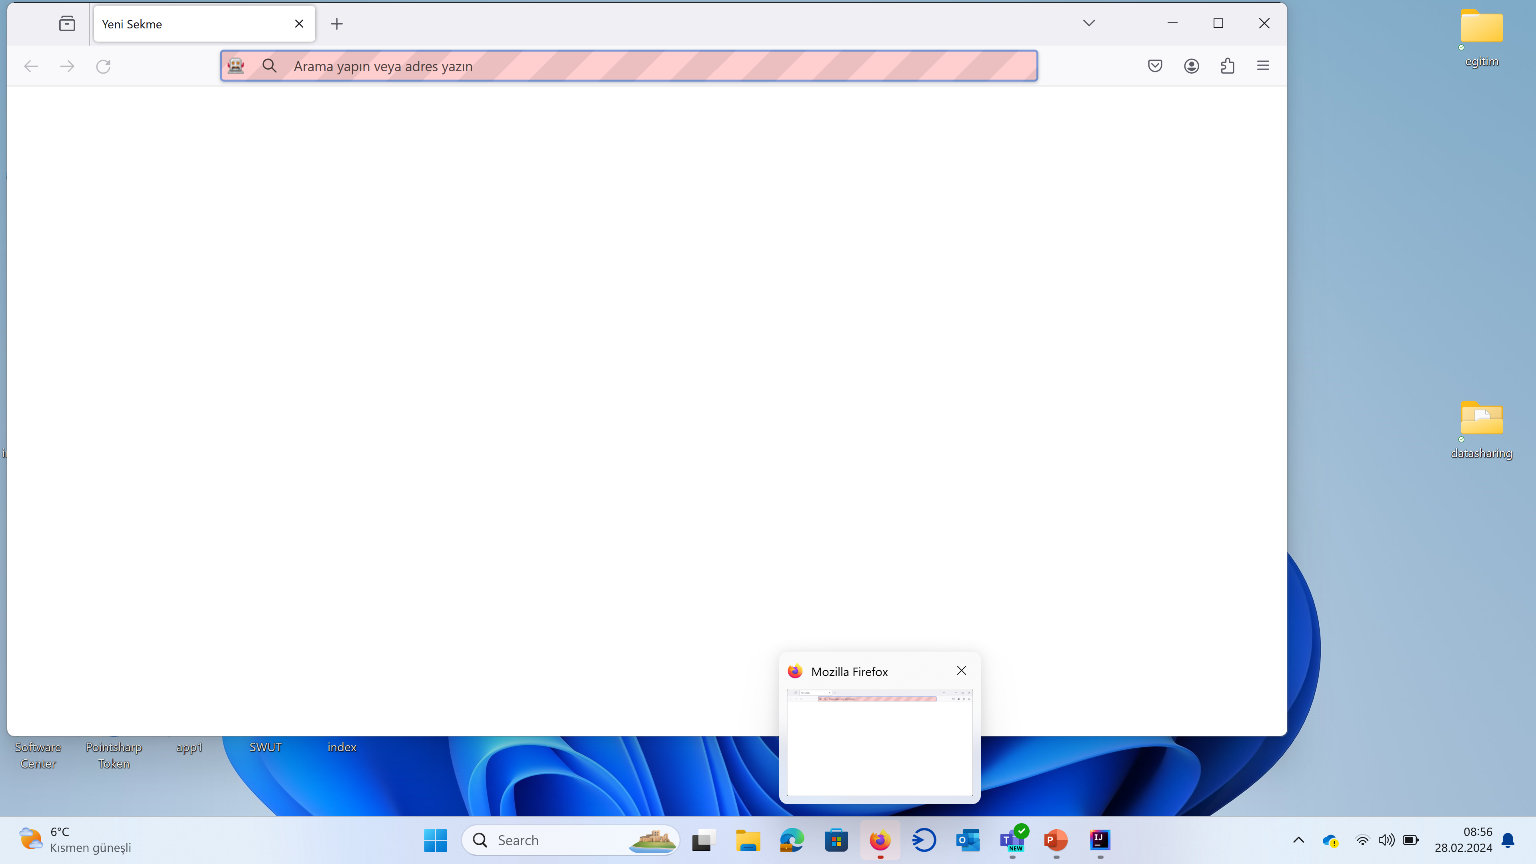 Yeni Sekme
Arama yapın veya adres yazın
egitim
datasharing
Mozilla Firefox
Software Center
Pointsharp Token
app1
SWUT
index
6°C
Kısmen güneşli
Search
NEW
08:56
28.02.2024